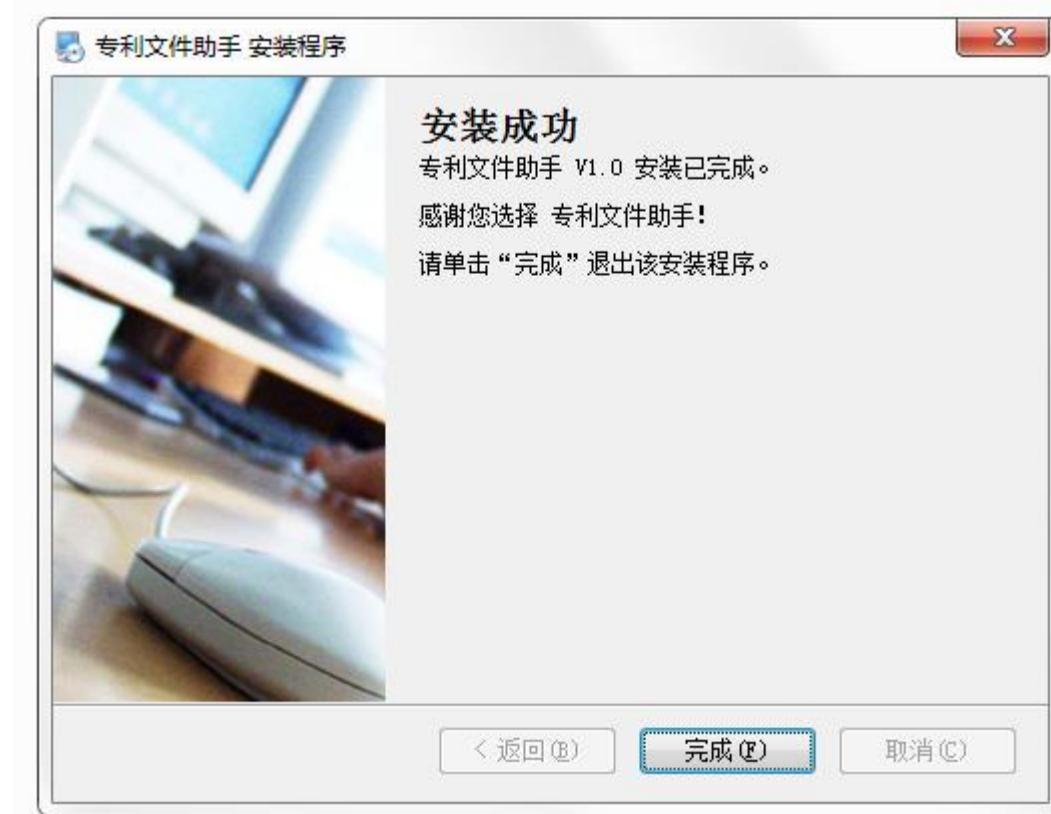 专利文件助手 安装程序
安装成功
专利文件助手 V1.0 安装已完成。
感谢您选择 专利文件助手!
请单击“完成”退出该安装程序。
< 返回(B)
完成(F)
取消(C)